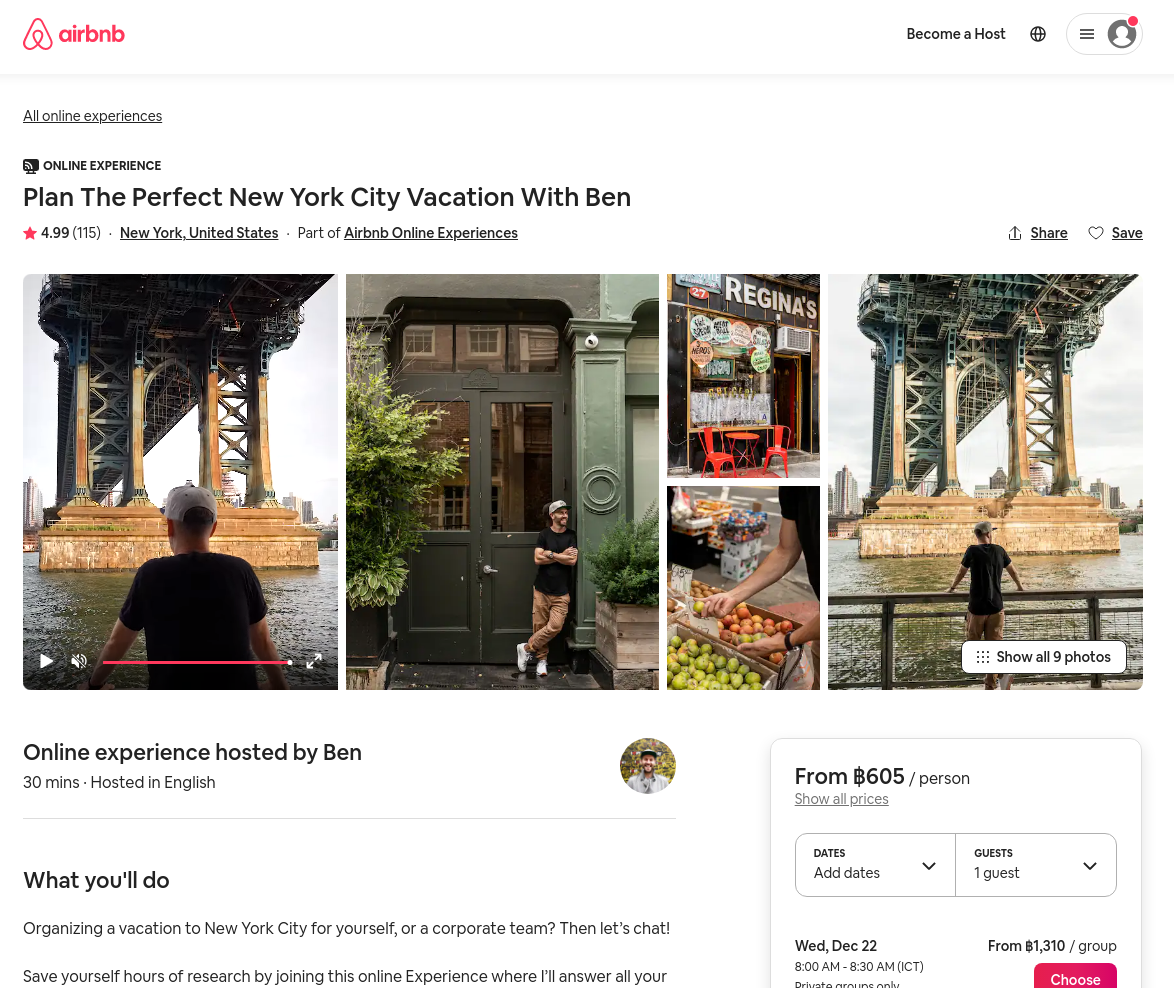 airbnb
Become a Host
All online experiences
ONLINE EXPERIENCE
Plan The Perfect New York City Vacation With Ben
4.99 (115) · New York, United States · Part of Airbnb Online Experiences
Share
Save
27
REGINA'S
Show all 9 photos
Online experience hosted by Ben
30 mins · Hosted in English
What you'll do
Organizing a vacation to New York City for yourself, or a corporate team? Then let’s chat!
Save yourself hours of research by joining this online Experience where I’ll answer all your
From ฿605 / person
Show all prices
DATES
Add dates
GUESTS
1 guest
Wed, Dec 22
From ฿1,310 / group
8:00 AM - 8:30 AM (ICT)
Private groups only
Choose